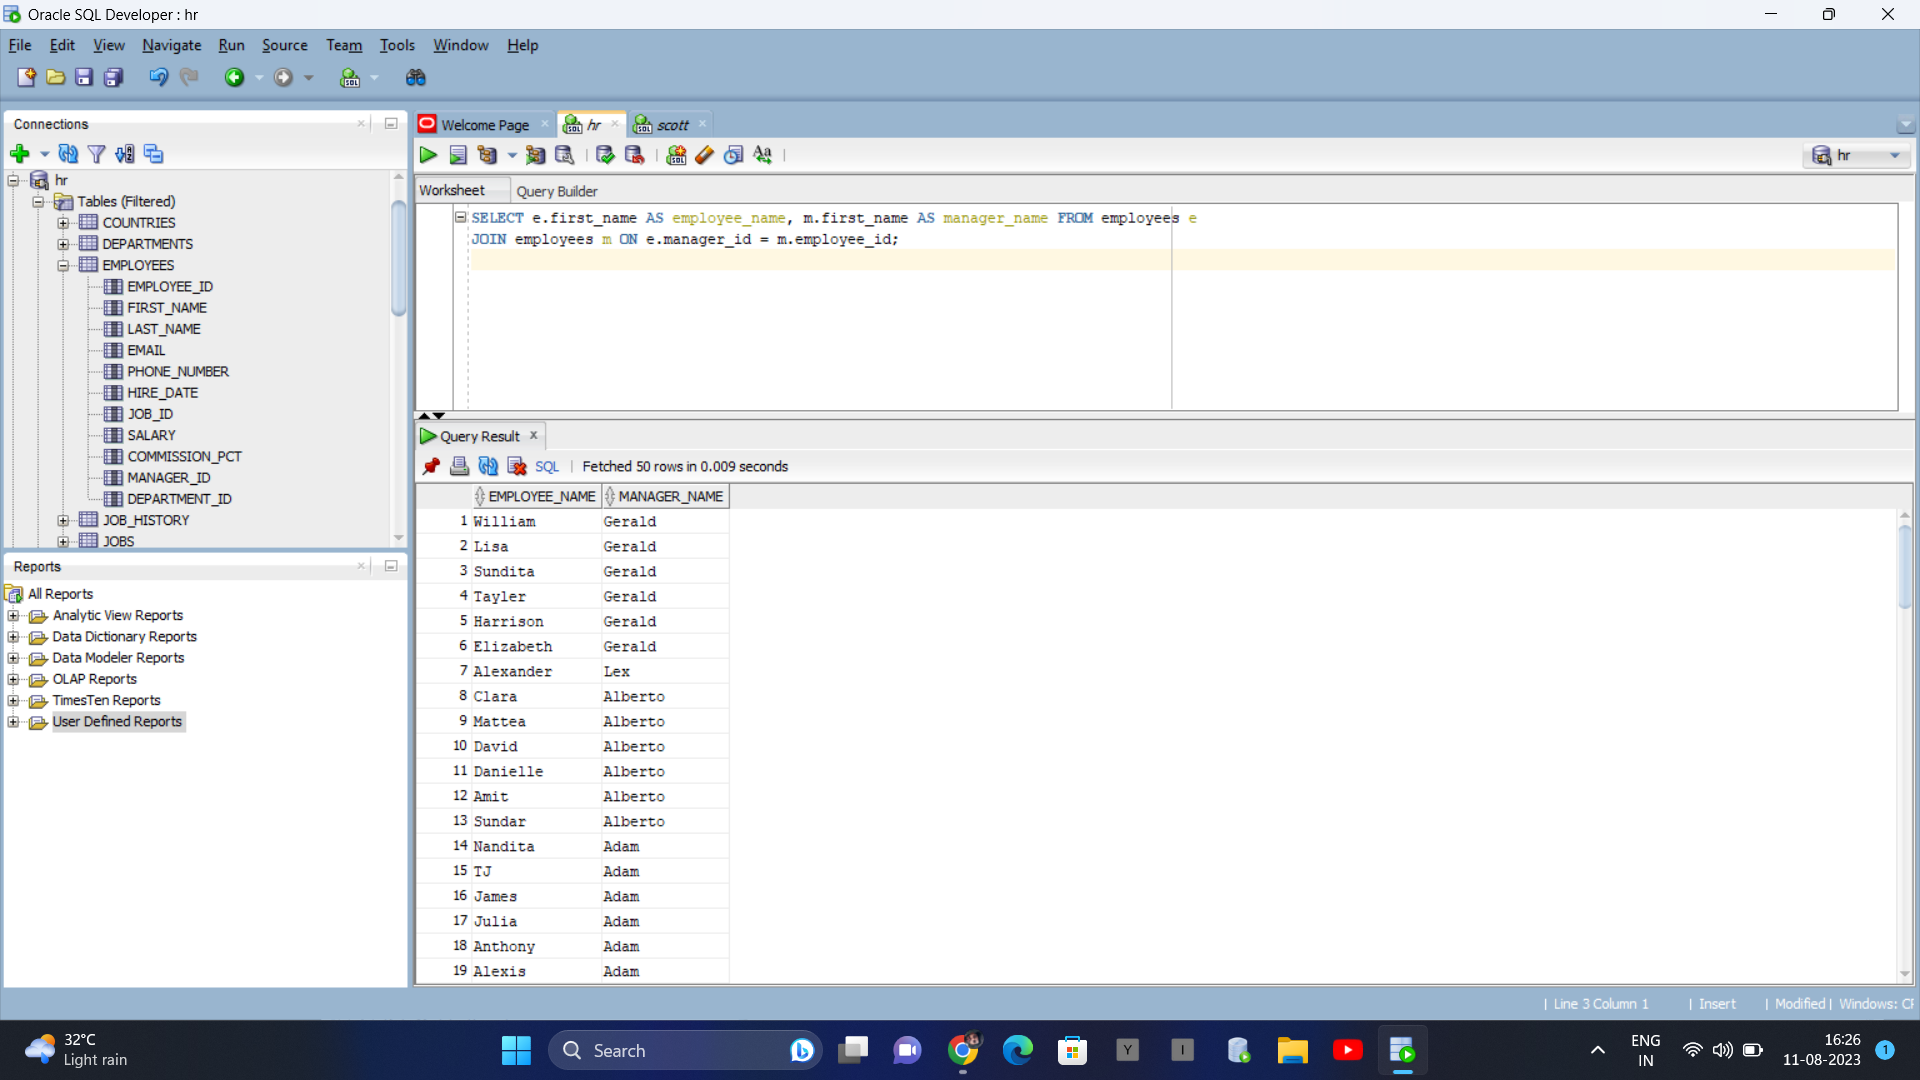 Oracle SQL Developer : hr
File Edit View Navigate Run Source Team Tools Window Help
Connections
hr
Tables (Filtered)
COUNTRIES
DEPARTMENTS
EMPLOYEES
EMPLOYEE_ID
FIRST_NAME
LAST_NAME
EMAIL
PHONE_NUMBER
HIRE_DATE
JOB_ID
SALARY
COMMISSION_PCT
MANAGER_ID
DEPARTMENT_ID
JOB_HISTORY
JOBS
Reports
All Reports
Analytic View Reports
Data Dictionary Reports
Data Modeler Reports
OLAP Reports
TimesTen Reports
User Defined Reports
Welcome Page hr scott
hr
Worksheet Query Builder
SELECT e.first_name AS employee_name, m.first_name AS manager_name FROM employees e
JOIN employees m ON e.manager_id = m.employee_id;
Query Result
SQL | Fetched 50 rows in 0.009 seconds
EMPLOYEE_NAME MANAGER_NAME
1 William Gerald
2 Lisa Gerald
3 Sundita Gerald
4 Tayler Gerald
5 Harrison Gerald
6 Elizabeth Gerald
7 Alexander Lex
8 Clara Alberto
9 Mattea Alberto
10 David Alberto
11 Danielle Alberto
12 Amit Alberto
13 Sundar Alberto
14 Nandita Adam
15 TJ Adam
16 James Adam
17 Julia Adam
18 Anthony Adam
19 Alexis Adam
| Line 3 Column 1 | Insert | Modified | Windows: CF
32°C
Light rain
Search
Y
I
ENG
IN
16:26
11-08-2023
1